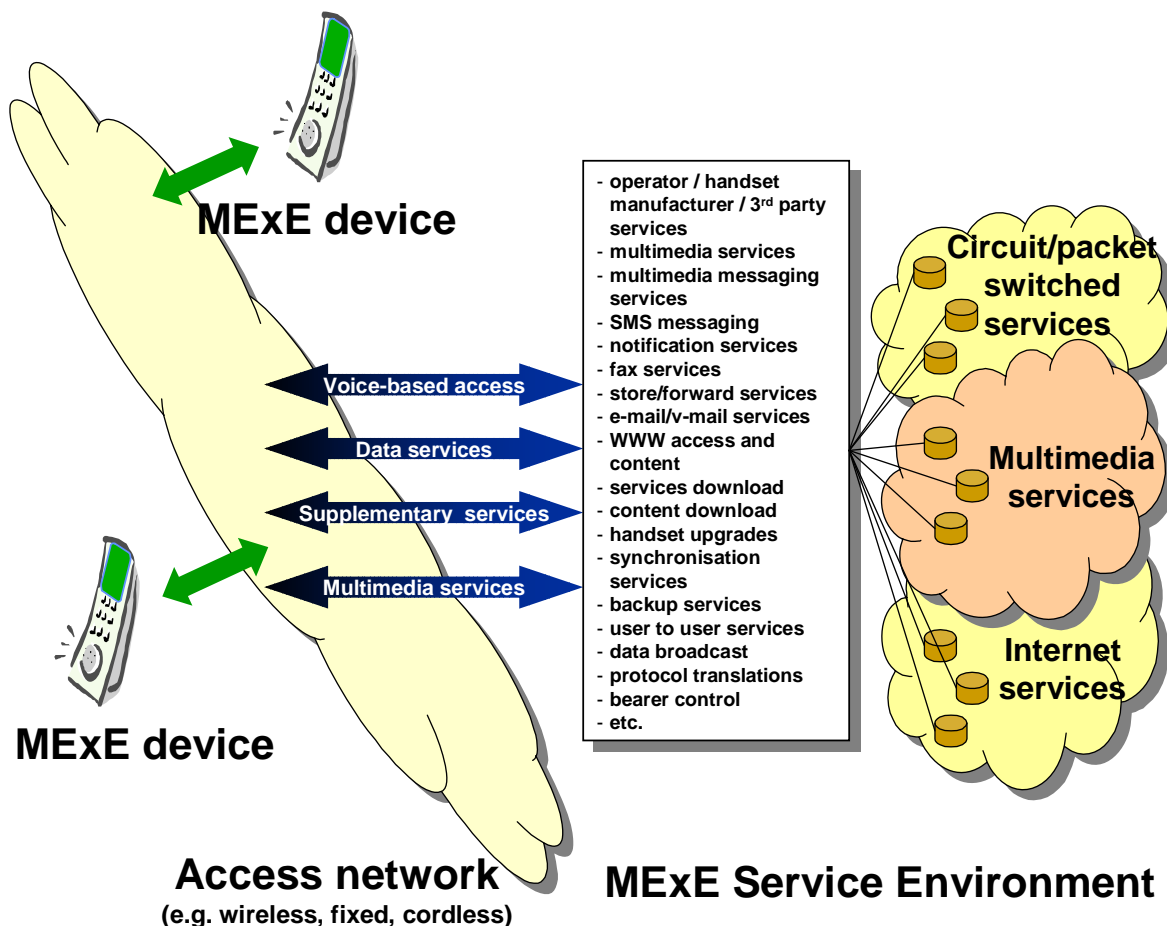 MExE device
Voice-based access
Data services
Supplementary services
Multimedia services
MExE device
Access network
(e.g. wireless, fixed, cordless)
- operator / handset
manufacturer / 3rd party
services
- multimedia services
- multimedia messaging
services
- SMS messaging
- notification services
- fax services
- store/forward services
- e-mail/v-mail services
- WWW access and
content
- services download
- content download
- handset upgrades
- synchronisation
services
- backup services
- user to user services
- data broadcast
- protocol translations
- bearer control
- etc.
Circuit/packet
switched
services
Multimedia
services
Internet
services
MExE Service Environment